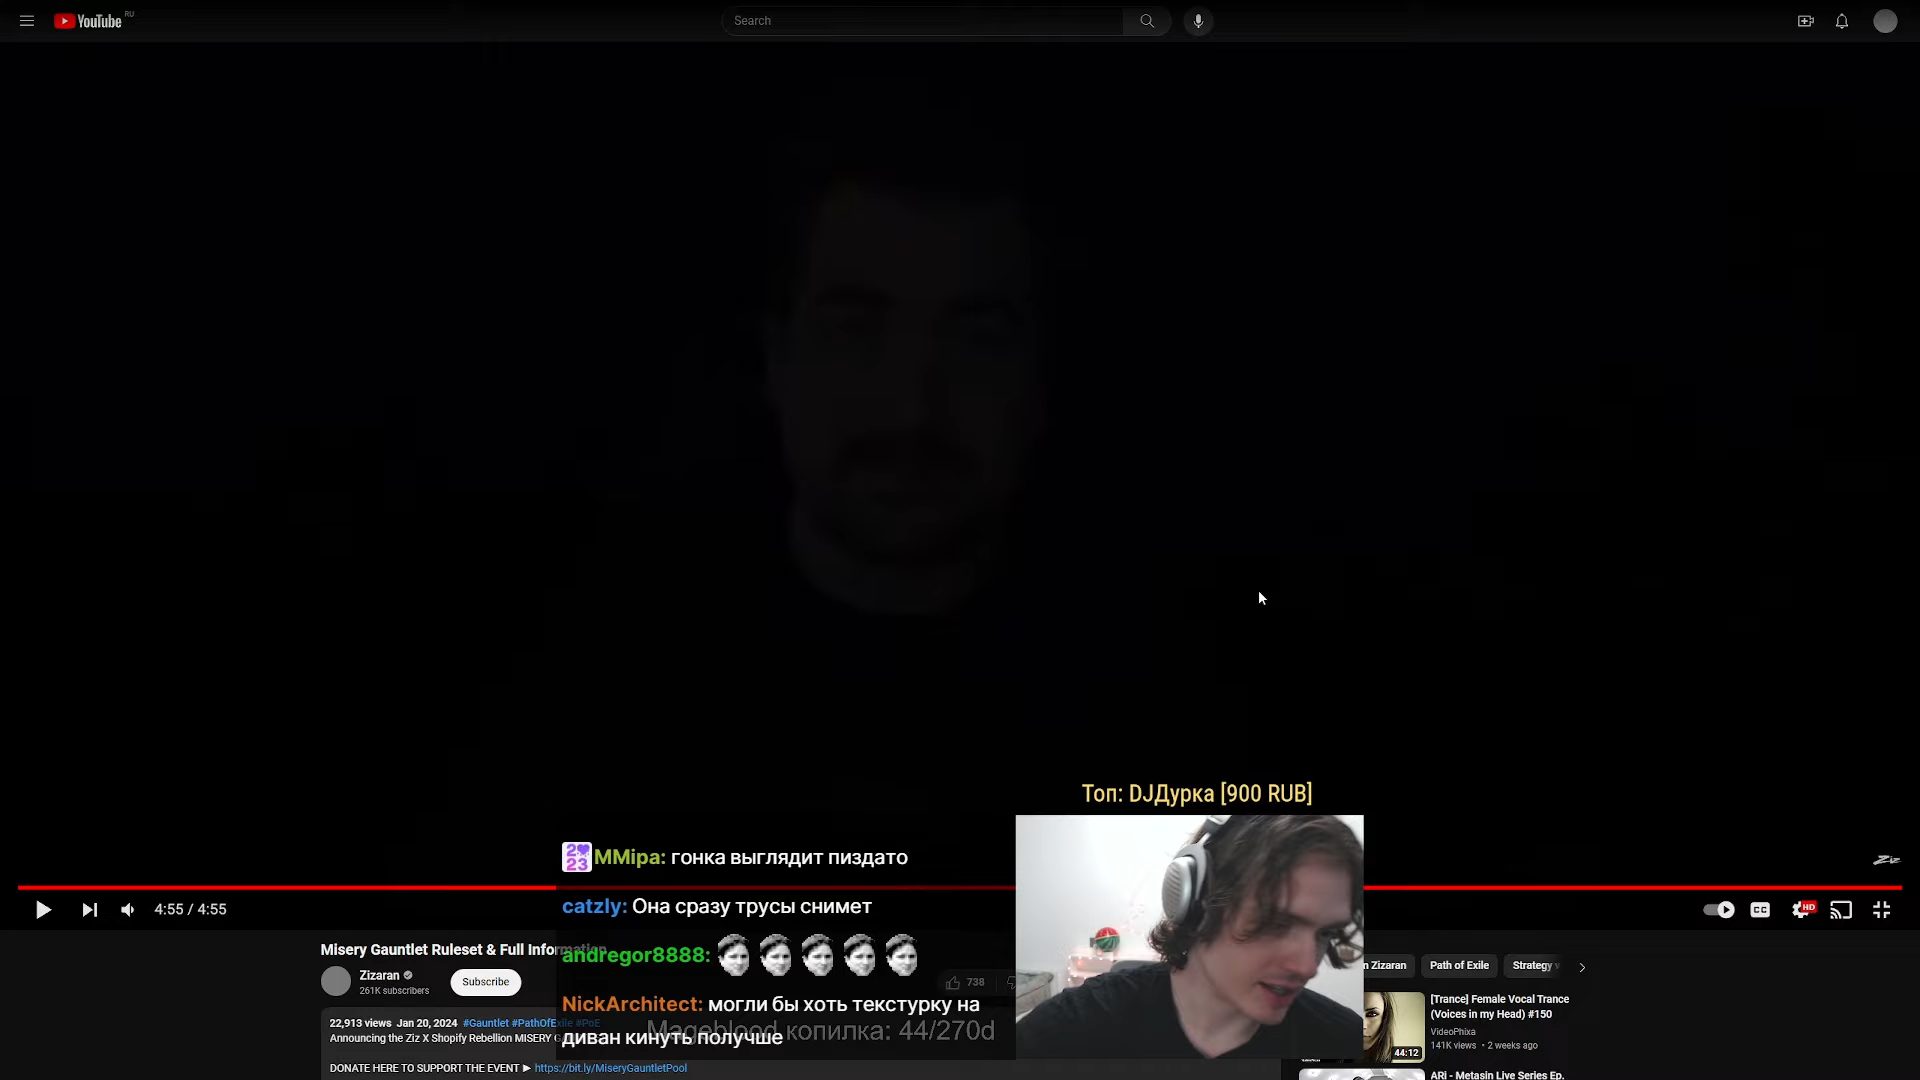 YouTube RU
Search
Топ: DJДурка [900 RUB]
2023 MMipa: гонка выглядит пиздато
Ziz
catzly: Она сразу трусы снимет
4:55 / 4:55
CC
HD
Misery Gauntlet Ruleset & Full Information
andregor8888:
Zizaran
261K subscribers
Subscribe
738
n Zizaran
Path of Exile
Strategy v
NickArchitect: могли бы хоть текстурку на
диван кинуть получше
Mageblood копилка: 44/270d
22,913 views Jan 20, 2024 #Gauntlet #PathOfExile #PoE
Announcing the Ziz X Shopify Rebellion MISERY G
DONATE HERE TO SUPPORT THE EVENT ► https://bit.ly/MiseryGauntletPool
[Trance] Female Vocal Trance
(Voices in my Head) #150
VideoPhixa
141K views • 2 weeks ago
44:12
ARi - Metasin Live Series Ep.